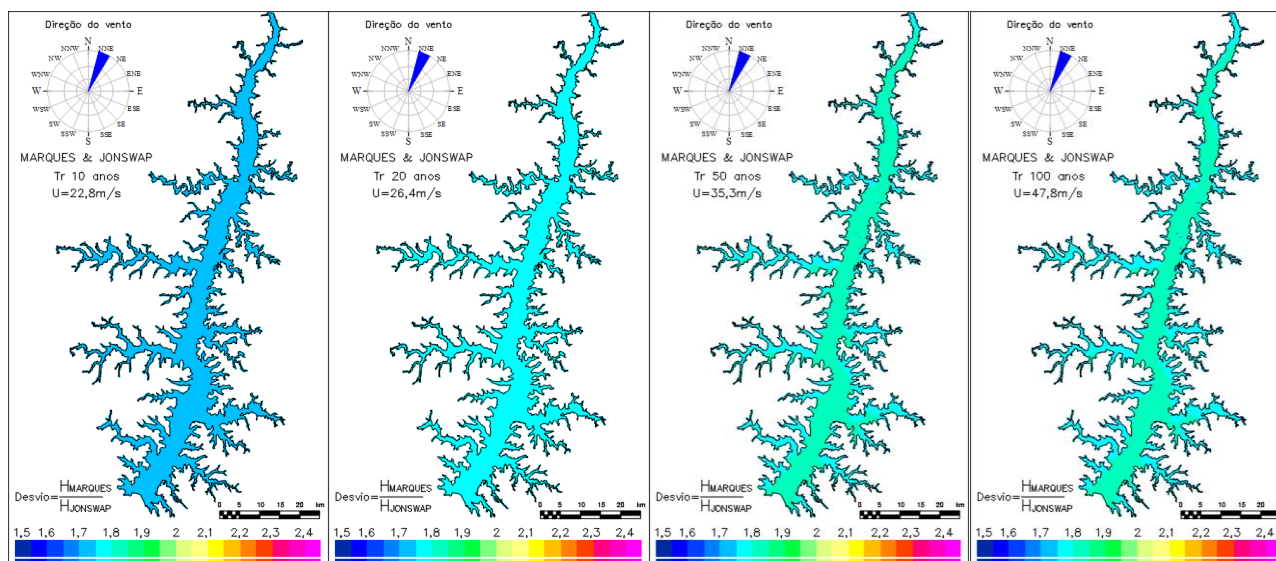 Direção do vento
N
NNW NNE
NW NE
WNW ENE
W E
WSW ESE
SW SE
SSW SSE
S
MARQUES & JONSWAP
Tr 10 anos
U=22,8m/s
Desvio=HMARQUES
HJONSWAP
0 5 10 15 20 km
1,5 1,6 1,7 1,8 1,9 2 2,1 2,2 2,3 2,4
Direção do vento
N
NNW NNE
NW NE
WNW ENE
W E
WSW ESE
SW SE
SSW SSE
S
MARQUES & JONSWAP
Tr 20 anos
U=26,4m/s
Desvio=HMARQUES
HJONSWAP
0 5 10 15 20 km
1,5 1,6 1,7 1,8 1,9 2 2,1 2,2 2,3 2,4
Direção do vento
N
NNW NNE
NW NE
WNW ENE
W E
WSW ESE
SW SE
SSW SSE
S
MARQUES & JONSWAP
Tr 50 anos
U=35,3m/s
Desvio=HMARQUES
HJONSWAP
0 5 10 15 20 km
1,5 1,6 1,7 1,8 1,9 2 2,1 2,2 2,3 2,4
Direção do vento
N
NNW NNE
NW NE
WNW ENE
W E
WSW ESE
SW SE
SSW SSE
S
MARQUES & JONSWAP
Tr 100 anos
U=47,8m/s
Desvio=HMARQUES
HJONSWAP
0 5 10 15 20 km
1,5 1,6 1,7 1,8 1,9 2 2,1 2,2 2,3 2,4